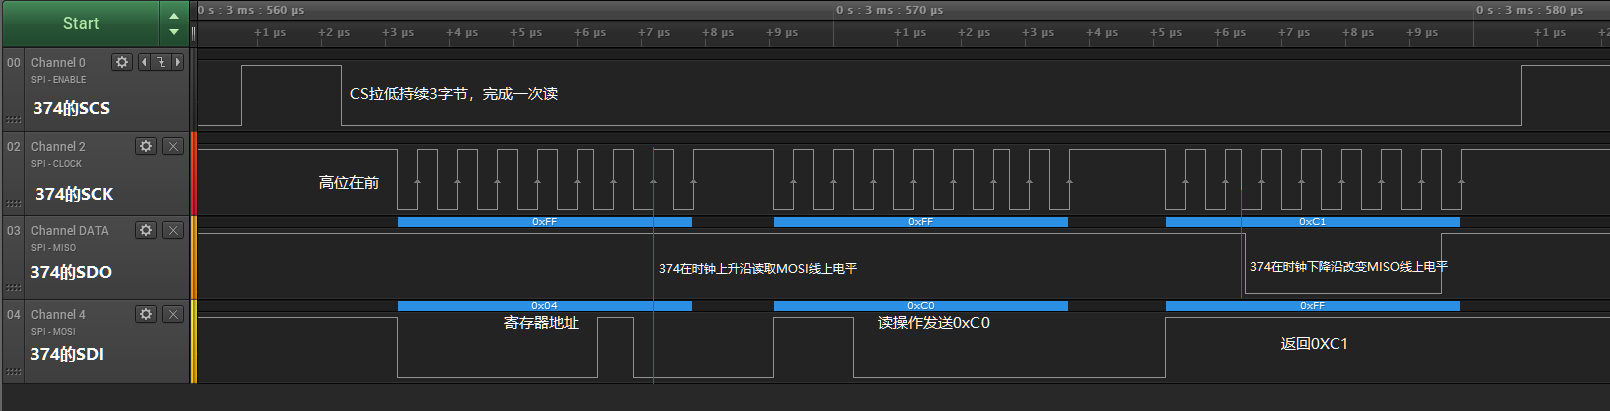 Start
0 s : 3 ms : 560 µs
0 s : 3 ms : 570 µs
0 s : 3 ms : 580 µs
+1 µs
+2 µs
+3 µs
+4 µs
+5 µs
+6 µs
+7 µs
+8 µs
+9 µs
+1 µs
+2 µs
+3 µs
+4 µs
+5 µs
+6 µs
+7 µs
+8 µs
+9 µs
+1 µs
+2
00 Channel 0
SPI - ENABLE
374的SCS
CS拉低持续3字节，完成一次读
02 Channel 2
SPI - CLOCK
374的SCK
高位在前
0xFF
0xFF
0xC1
03 Channel DATA
SPI - MISO
374的SDO
374在时钟上升沿读取MOSI线上电平
374在时钟下降沿改变MISO线上电平
0x04
0xC0
0xFF
04 Channel 4
SPI - MOSI
374的SDI
寄存器地址
读操作发送0xC0
返回0XC1